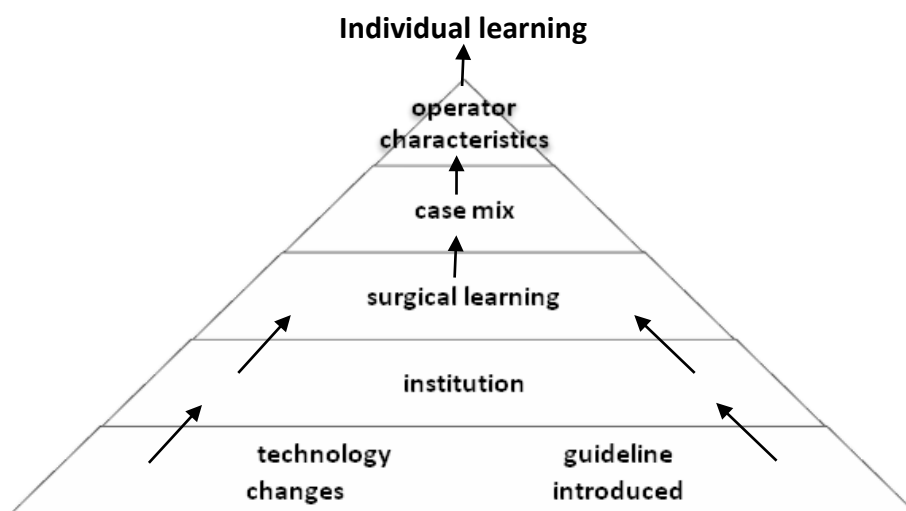 Individual learning
operator
characteristics
case mix
surgical learning
institution
technology
changes
guideline
introduced